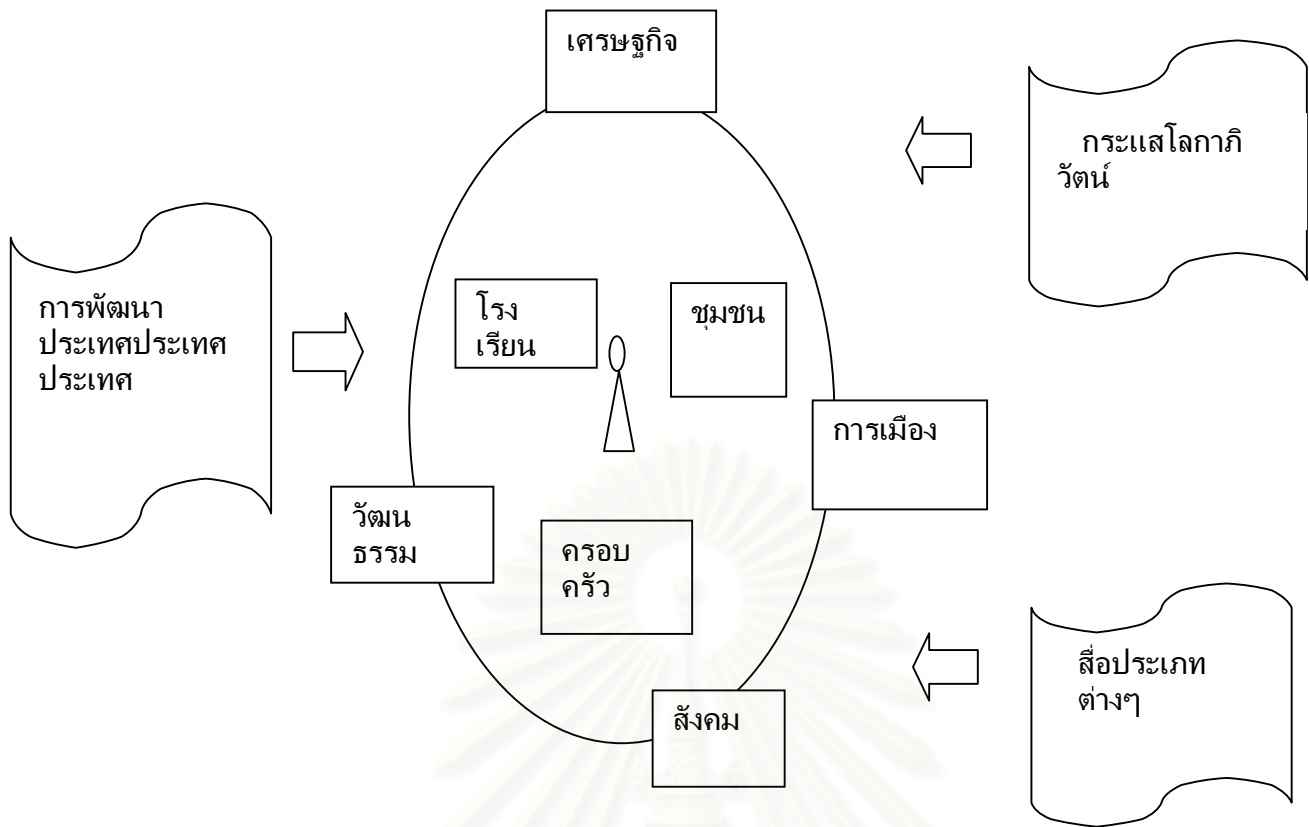 เศรษฐกิจ
กระแสโลกาภิ
วัตน์
การพัฒนา
ประเทศประเทศ
ประเทศ
โรง
เรียน
ชุมชน
การเมือง
วัฒน
ธรรม
ครอบ
ครัว
สื่อประเภท
ต่างๆ
สังคม